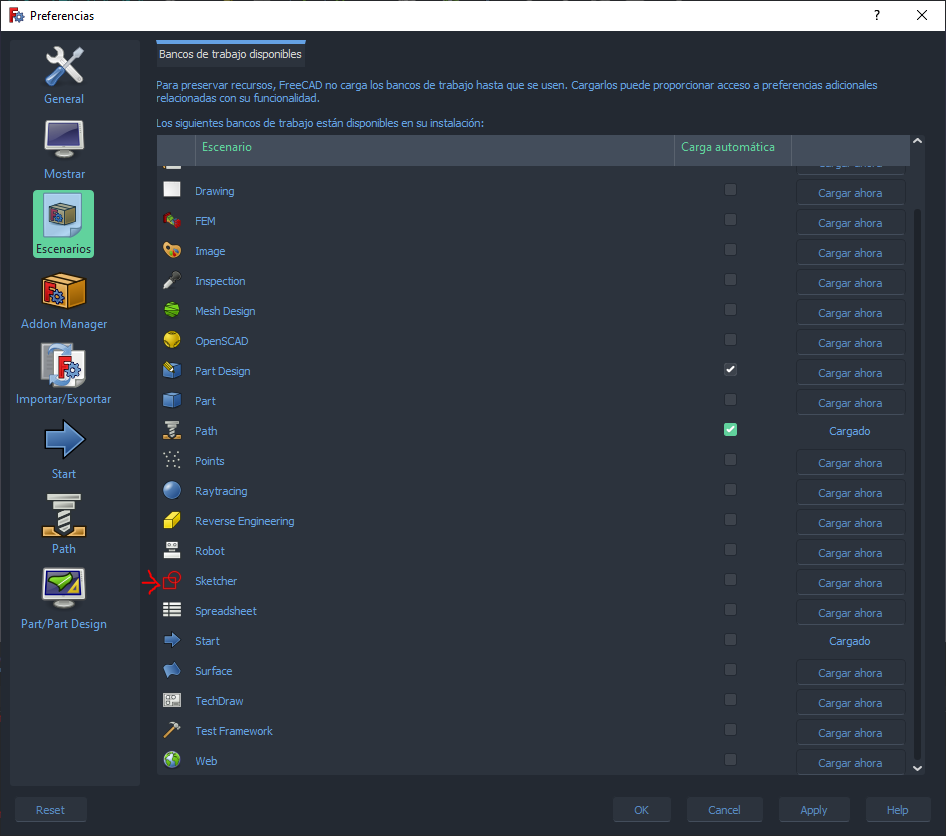 Preferencias
?
General
Mostrar
Escenarios
Addon Manager
Importar/Exportar
Start
Path
Part/Part Design
Bancos de trabajo disponibles
Para preservar recursos, FreeCAD no carga los bancos de trabajo hasta que se usen. Cargarlos puede proporcionar acceso a preferencias adicionales
relacionadas con su funcionalidad.
Los siguientes bancos de trabajo están disponibles en su instalación:
Escenario Carga automática
Cargar ahora
Drawing Cargar ahora
FEM Cargar ahora
Image Cargar ahora
Inspection Cargar ahora
Mesh Design Cargar ahora
OpenSCAD Cargar ahora
Part Design Cargar ahora
Part Cargar ahora
Path Cargado
Points Cargar ahora
Raytracing Cargar ahora
Reverse Engineering Cargar ahora
Robot Cargar ahora
Sketcher Cargar ahora
Spreadsheet Cargar ahora
Start Cargado
Surface Cargar ahora
TechDraw Cargar ahora
Test Framework Cargar ahora
Web Cargar ahora
Reset OK Cancel Apply Help